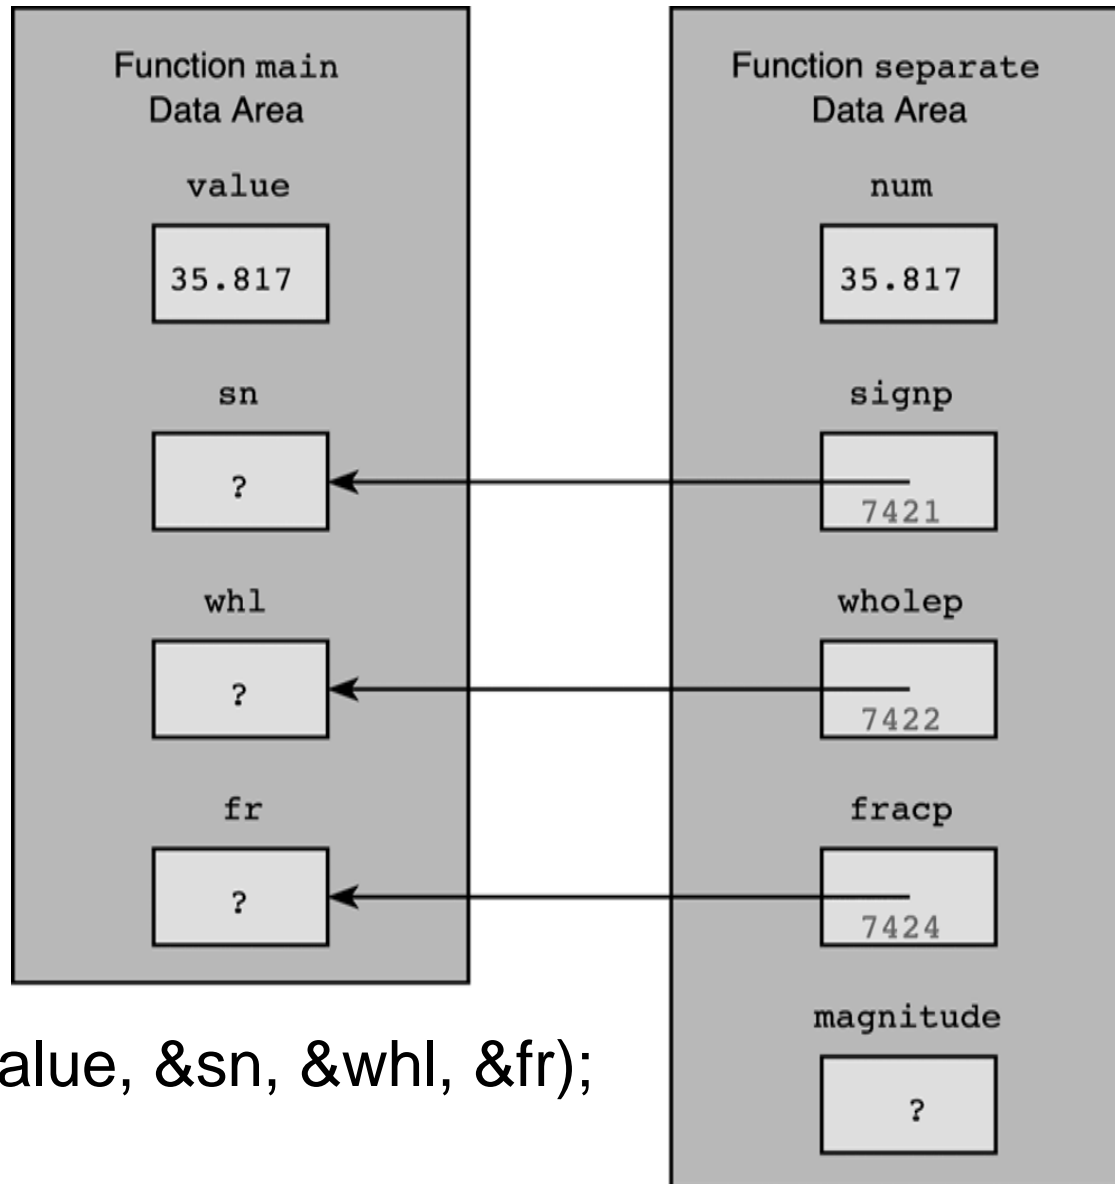 Function main
Data Area
value
35.817
sn
?
whl
?
fr
?
Function separate
Data Area
num
35.817
signp
7421
wholep
7422
fracp
7424
magnitude
?
alue, &sn, &whl, &fr);